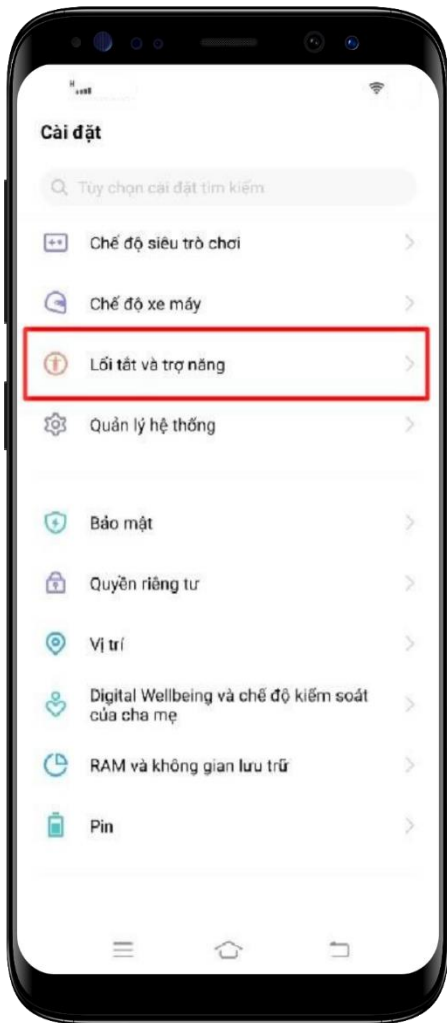 H
Cài đặt
Tùy chọn cài đặt tìm kiếm
Chế độ siêu trò chơi
Chế độ xe máy
Lối tắt và trợ năng
Quản lý hệ thống
Bảo mật
Quyền riêng tư
Vị trí
Digital Wellbeing và chế độ kiểm soát
của cha mẹ
RAM và không gian lưu trữ
Pin